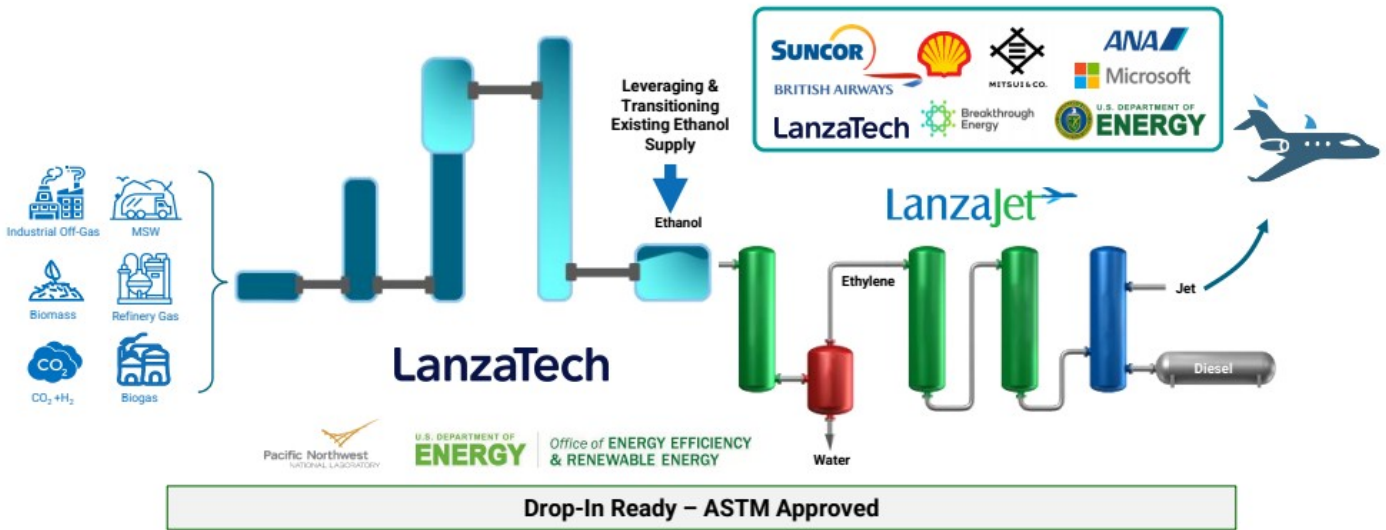 SUNCOR
MITSUI & CO.
ANA
BRITISH AIRWAYS
Microsoft
LanzaTech
Breakthrough
Energy
U.S. DEPARTMENT OF
ENERGY
Leveraging &
Transitioning
Existing Ethanol
Supply
Ethanol
Industrial Off-Gas
MSW
Biomass
Refinery Gas
CO₂
CO₂ +H₂
Biogas
LanzaTech
LanzaJet
Ethylene
Jet
Diesel
Water
Pacific Northwest
NATIONAL LABORATORY
U.S. DEPARTMENT OF
ENERGY
Office of ENERGY EFFICIENCY
& RENEWABLE ENERGY
Drop-In Ready – ASTM Approved